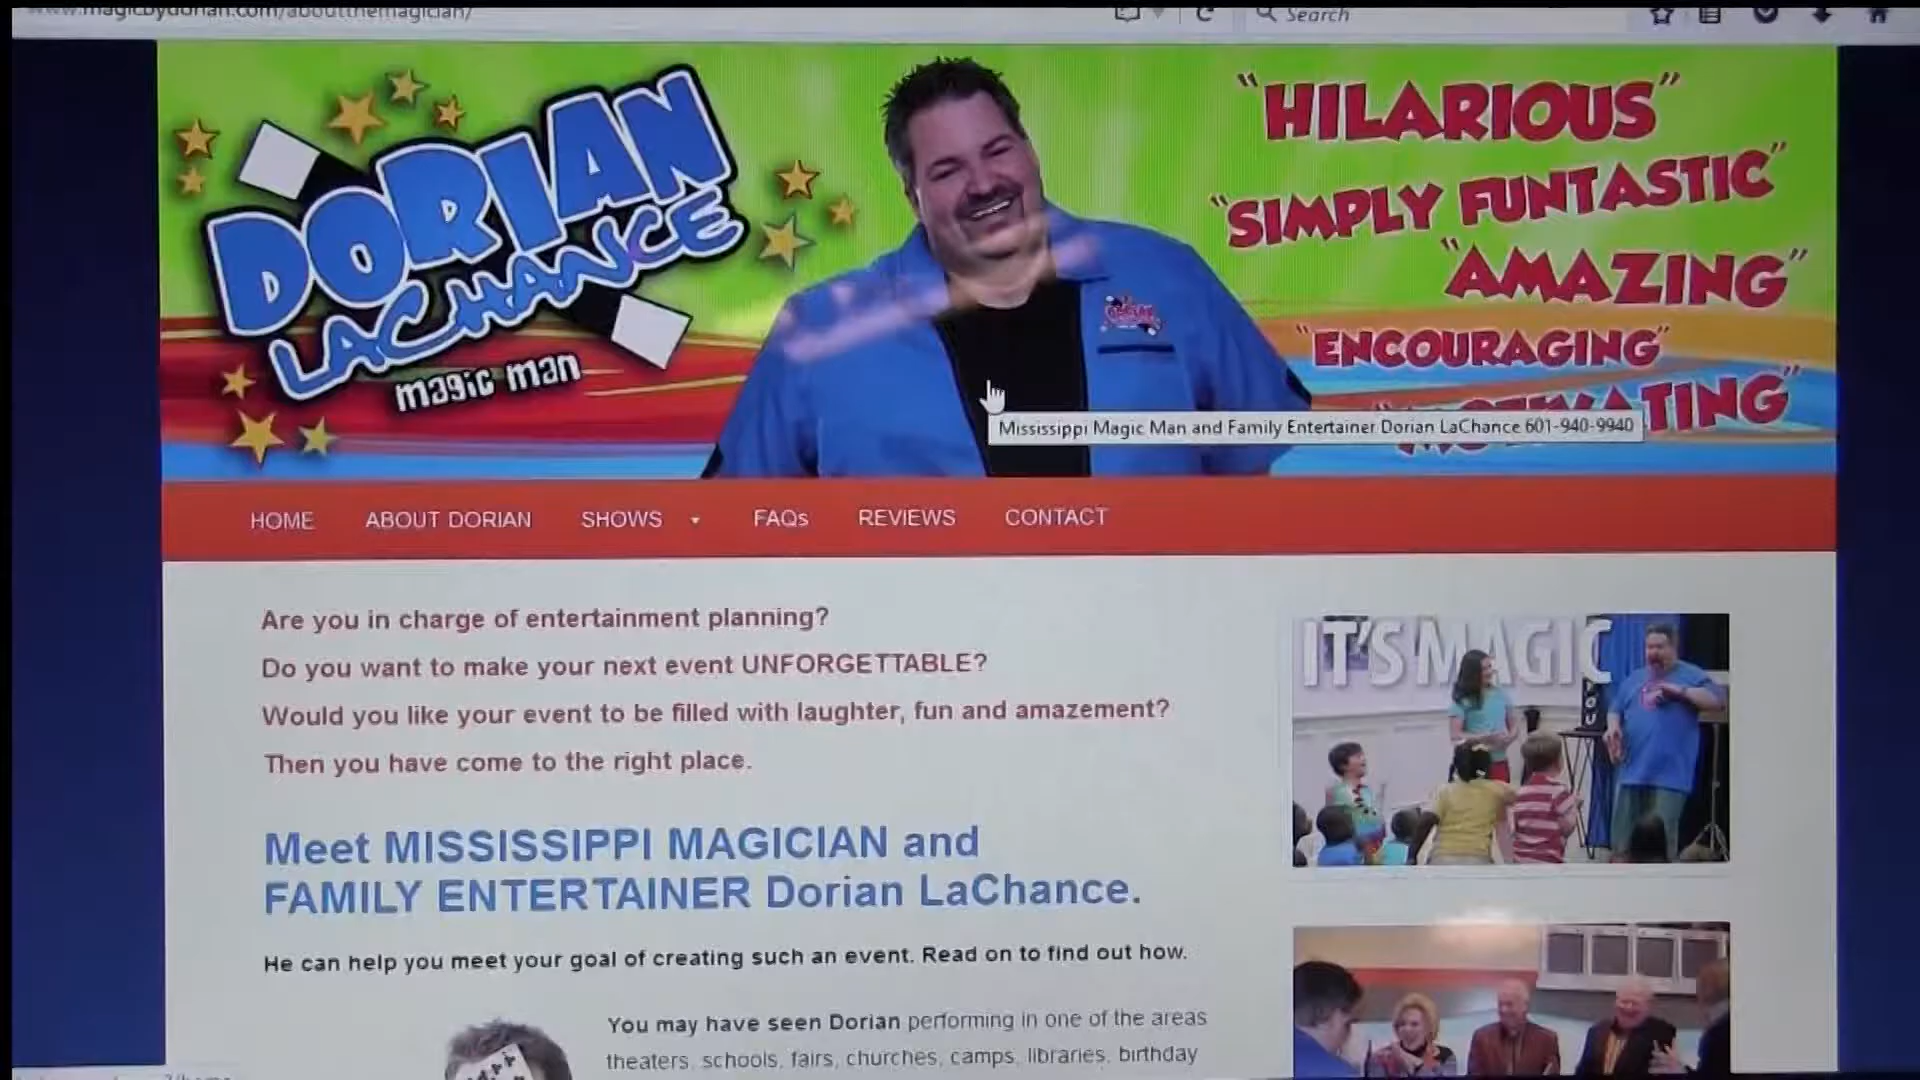 www.magicbydorian.com/aboutthemagician/
Search
DORIAN
LACHANCE
magic man
"HILARIOUS"
"SIMPLY FUNTASTIC"
"AMAZING"
"ENCOURAGING"
Mississippi Magic Man and Family Entertainer Dorian LaChance 601-940-9940
HOME ABOUT DORIAN SHOWS FAQs REVIEWS CONTACT
Are you in charge of entertainment planning?
Do you want to make your next event UNFORGETTABLE?
Would you like your event to be filled with laughter, fun and amazement?
Then you have come to the right place.
IT'S MAGIC
Meet MISSISSIPPI MAGICIAN and
FAMILY ENTERTAINER Dorian LaChance.
He can help you meet your goal of creating such an event. Read on to find out how.
You may have seen Dorian performing in one of the areas
theaters, schools, fairs, churches, camps, libraries, birthday